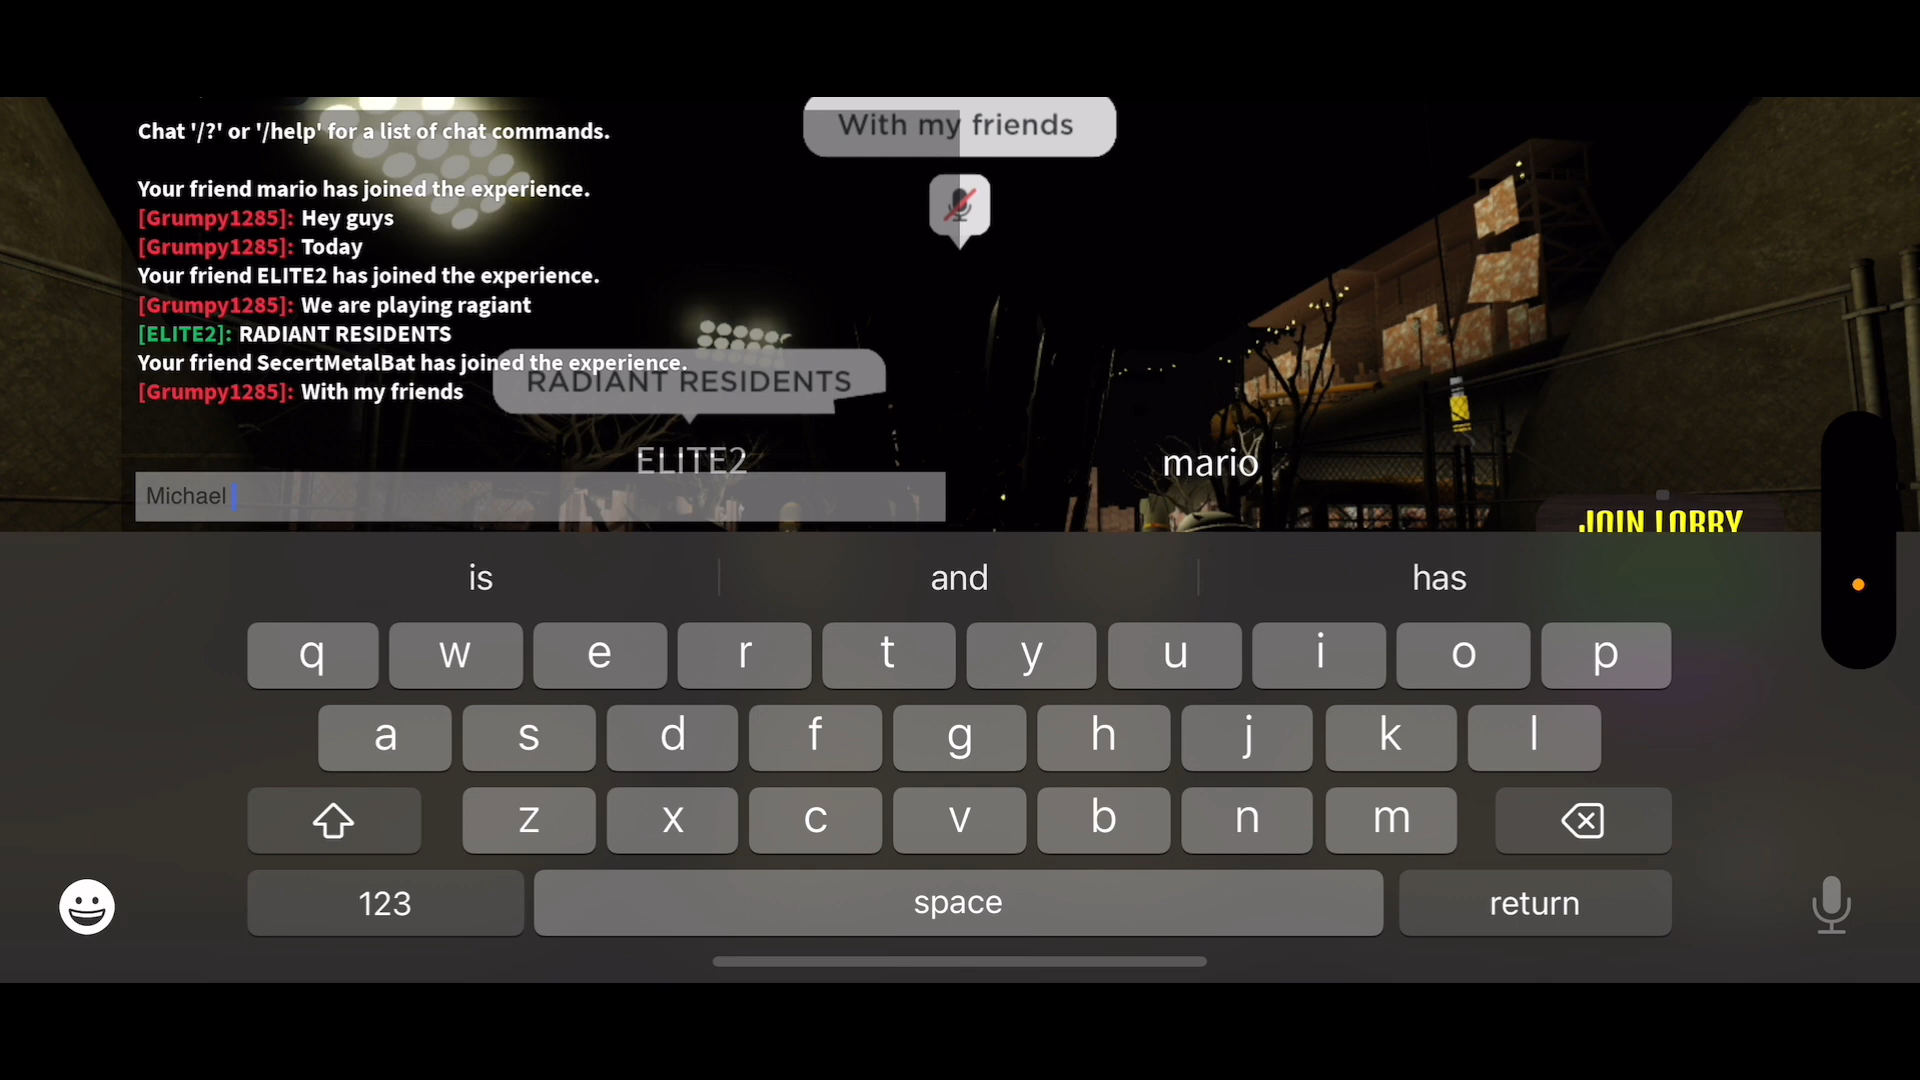 With my friends
Chat '/?' or '/help' for a list of chat commands.
Your friend mario has joined the experience.
[Grumpy1285]: Hey guys
[Grumpy1285]: Today
Your friend ELITE2 has joined the experience.
[Grumpy1285]: We are playing ragiant
[ELITE2]: RADIANT RESIDENTS
Your friend SecertMetalBat has joined the experience.
[Grumpy1285]: With my friends
RADIANT RESIDENTS
ELITE2
mario
Michael
JOIN LOBBY
is and has
q w e r t y u i o p
a s d f g h j k l
z x c v b n m
123 space return